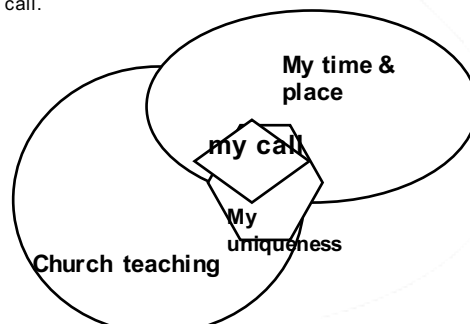 call.
My time &
place
my call
My
uniqueness
Church teaching